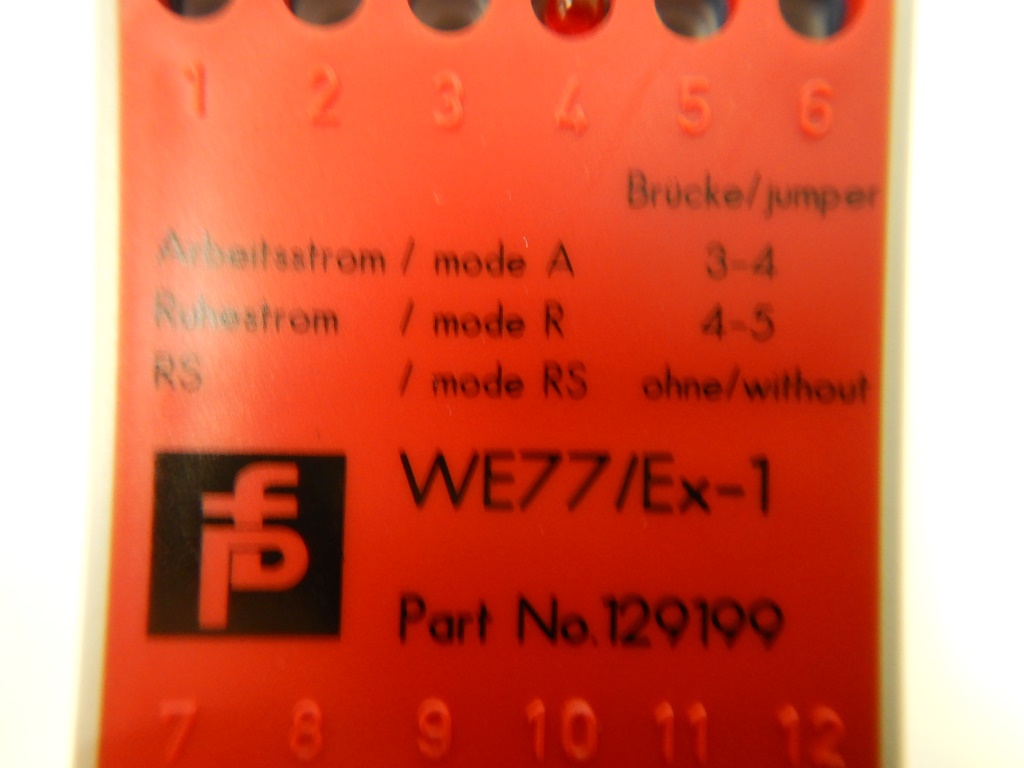 1 2 3 4 5 6
Brücke/jumper
Arbeitsstrom / mode A 3-4
Ruhestrom / mode R 4-5
RS / mode RS ohne/without
WE77/Ex-1
Part No.129199
7 8 9 10 11 12